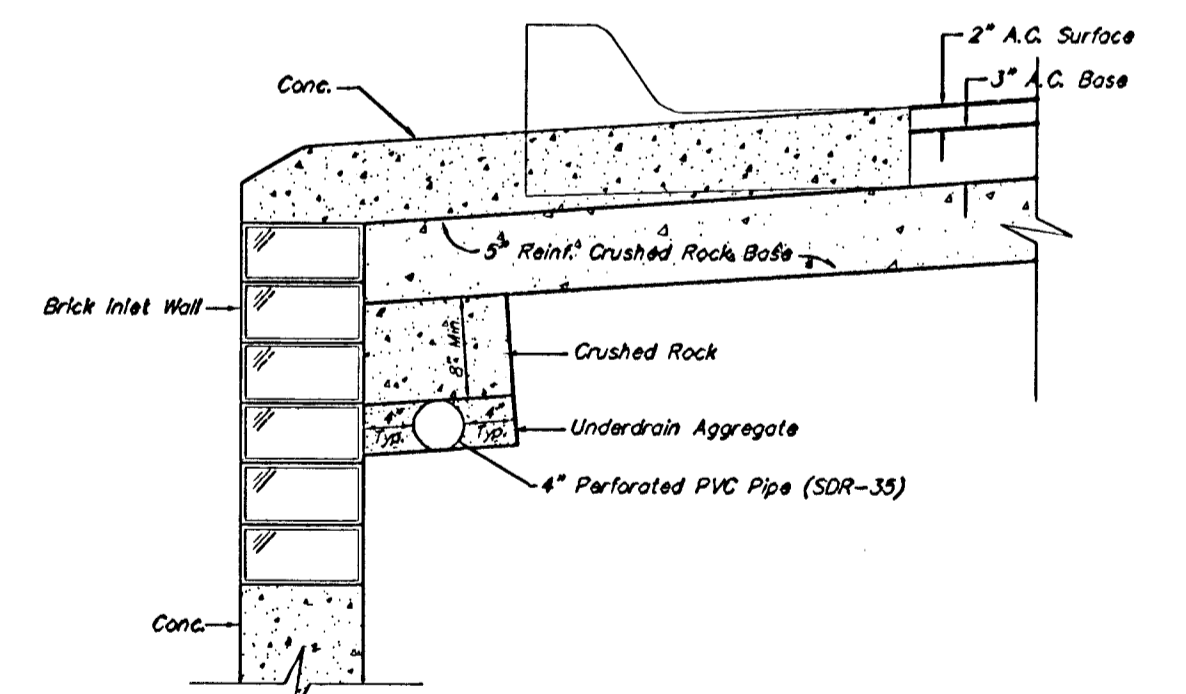 2" A.C. Surface
3" A.C. Base
Conc.
5" Reinf. Crushed Rock Base
Brick Inlet Wall
8" Min.
Crushed Rock
4" Typ.
4" Typ.
Underdrain Aggregate
4" Perforated PVC Pipe (SDR-35)
Conc.